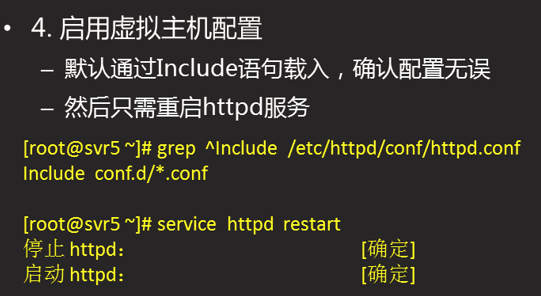 • 4. 启用虚拟主机配置
– 默认通过Include语句载入，确认配置无误
– 然后只需重启httpd服务
[root@svr5 ~]# grep ^Include /etc/httpd/conf/httpd.conf
Include conf.d/*.conf
[root@svr5 ~]# service httpd restart
停止 httpd： [确定]
启动 httpd： [确定]